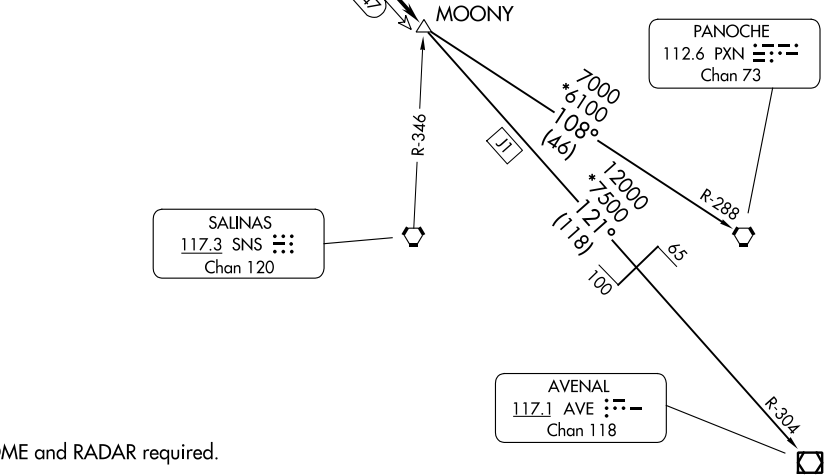 47
MOONY
PANOCHE
112.6 PXN
Chan 73
7000
*6100
108°
(46)
R-346
J1
12000
*7500
121°
(118)
R-288
SALINAS
117.3 SNS
Chan 120
65
100
AVENAL
117.1 AVE
Chan 118
R-304
ME and RADAR required.